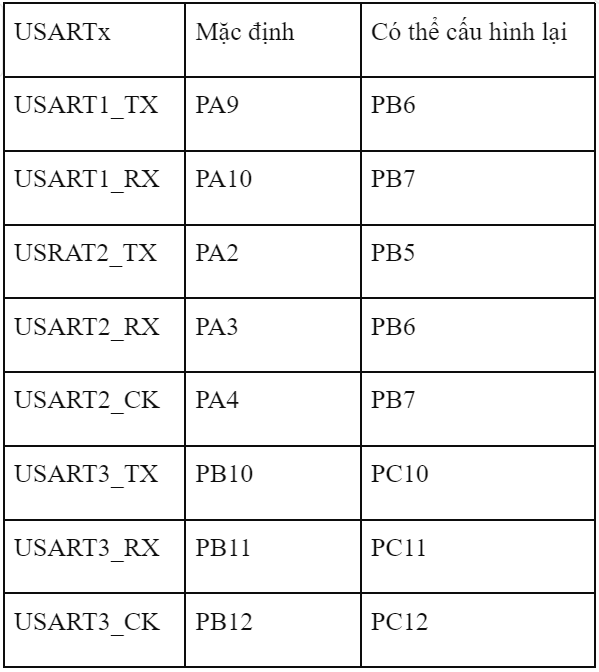 USARTx Mặc định Có thể cấu hình lại
USART1_TX PA9 PB6
USART1_RX PA10 PB7
USRAT2_TX PA2 PB5
USART2_RX PA3 PB6
USART2_CK PA4 PB7
USART3_TX PB10 PC10
USART3_RX PB11 PC11
USART3_CK PB12 PC12